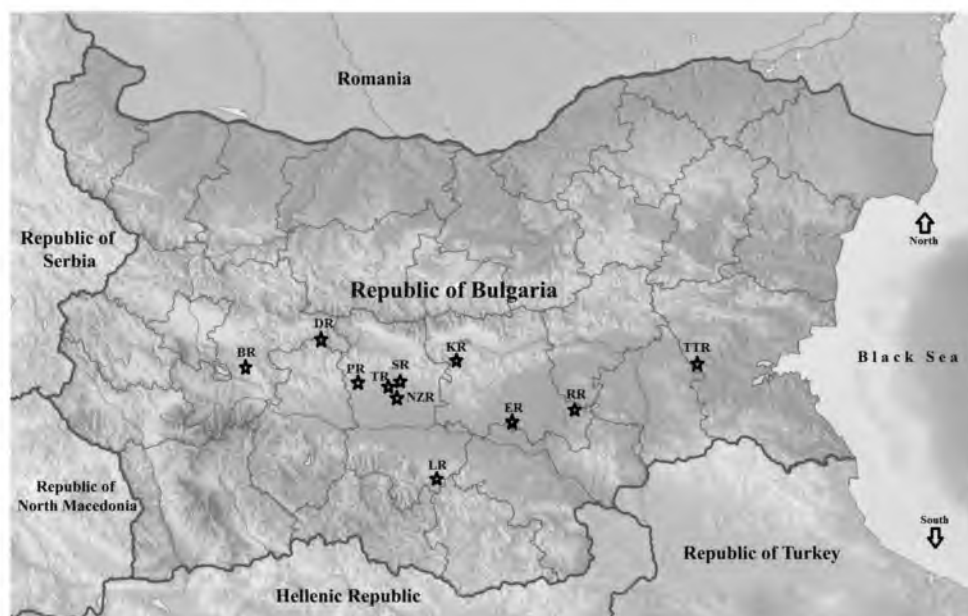 Romania
Republic of
Serbia
North
Republic of Bulgaria
DR
BR
KR
SR
PR
TR
NZR
TTR
Black Sea
ER
RR
LR
Republic of
North Macedonia
South
Republic of Turkey
Hellenic Republic